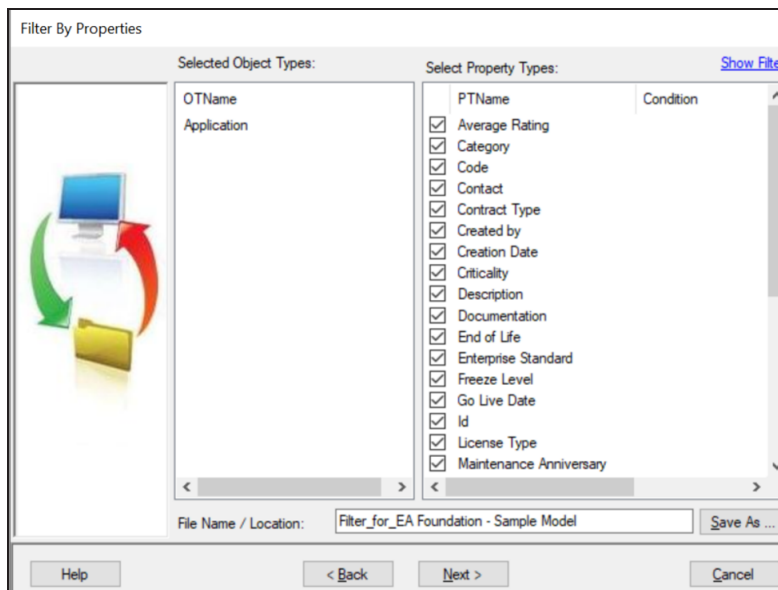 Filter By Properties
Selected Object Types:
Select Property Types:
Show Filte
OTName
Application
PTName
Condition
Average Rating
Category
Code
Contact
Contract Type
Created by
Creation Date
Criticality
Description
Documentation
End of Life
Enterprise Standard
Freeze Level
Go Live Date
Id
License Type
Maintenance Anniversary
File Name / Location:
Filter_for_EA Foundation - Sample Model
Save As ...
Help
< Back
Next >
Cancel